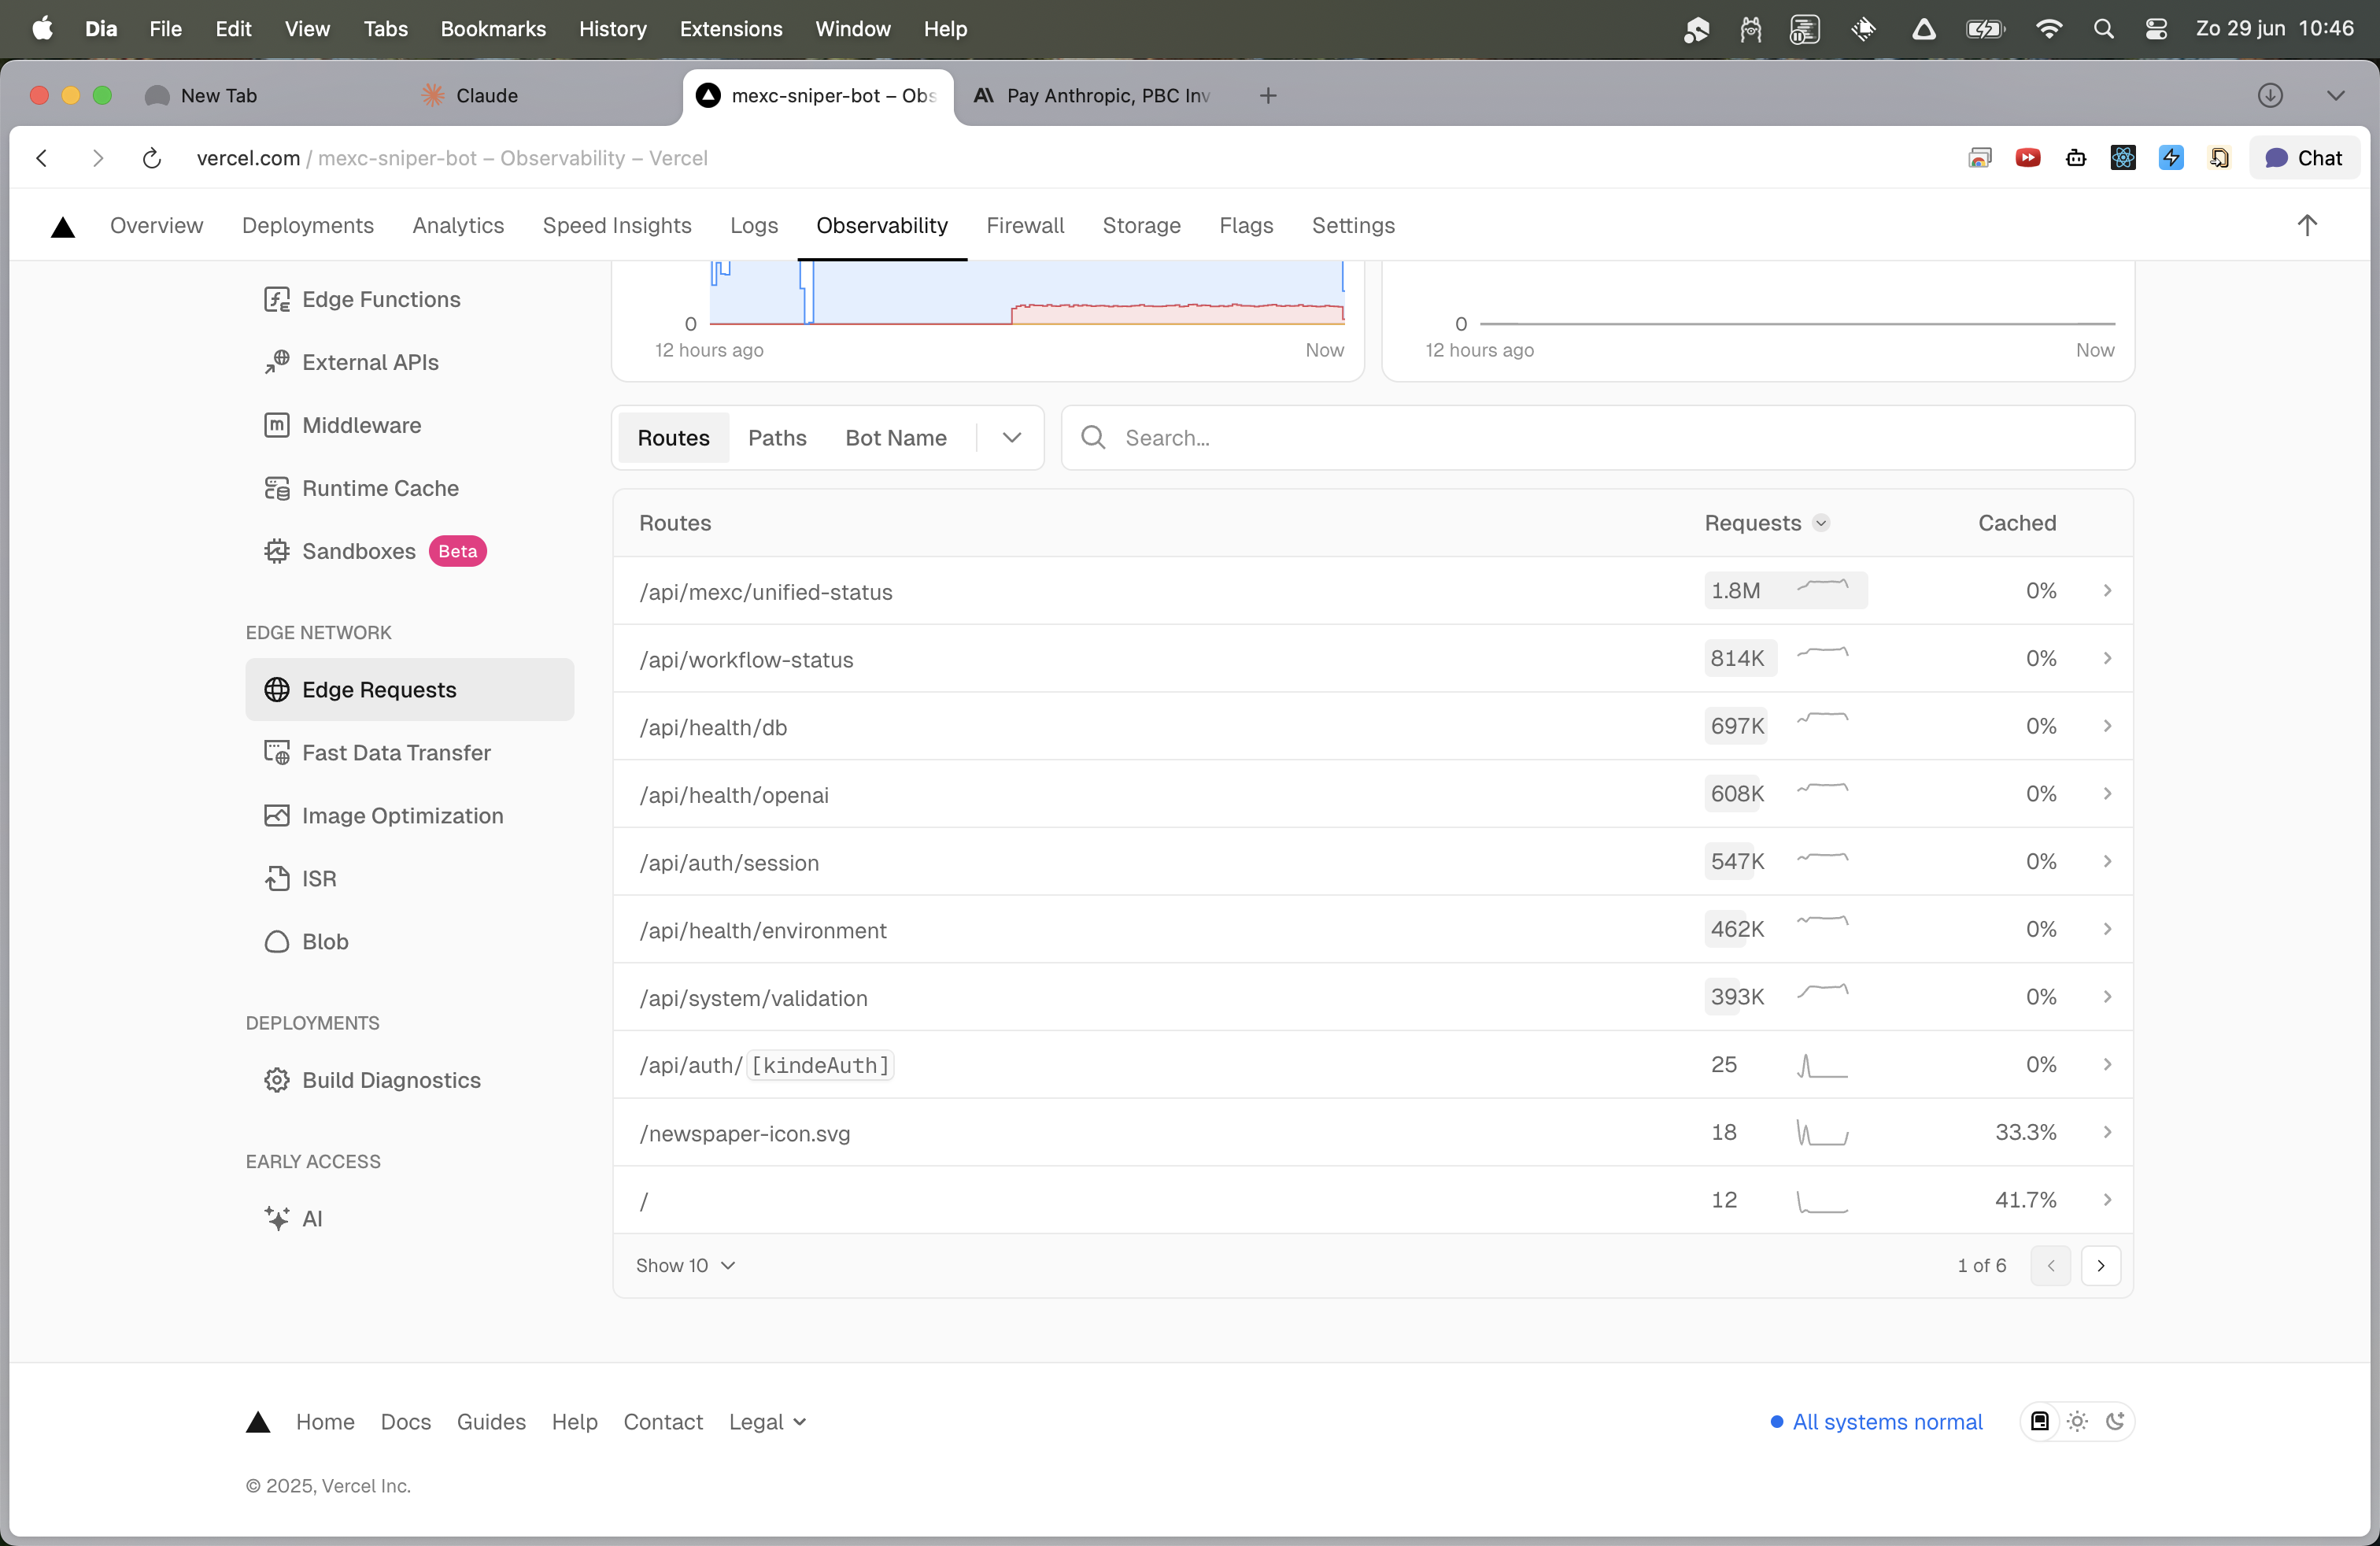 Dia File Edit View Tabs Bookmarks History Extensions Window Help Zo 29 jun 10:46
New Tab Claude mexc-sniper-bot – Obs Pay Anthropic, PBC Inv
vercel.com / mexc-sniper-bot – Observability – Vercel Chat
Overview Deployments Analytics Speed Insights Logs Observability Firewall Storage Flags Settings
Edge Functions
External APIs
Middleware
Runtime Cache
Sandboxes Beta
EDGE NETWORK
Edge Requests
Fast Data Transfer
Image Optimization
ISR
Blob
DEPLOYMENTS
Build Diagnostics
EARLY ACCESS
AI
0
12 hours ago Now
0
12 hours ago Now
Routes Paths Bot Name
Search...
Routes Requests Cached
/api/mexc/unified-status 1.8M 0%
/api/workflow-status 814K 0%
/api/health/db 697K 0%
/api/health/openai 608K 0%
/api/auth/session 547K 0%
/api/health/environment 462K 0%
/api/system/validation 393K 0%
/api/auth/[kindeAuth] 25 0%
/newspaper-icon.svg 18 33.3%
/ 12 41.7%
Show 10 1 of 6
Home Docs Guides Help Contact Legal All systems normal
© 2025, Vercel Inc.